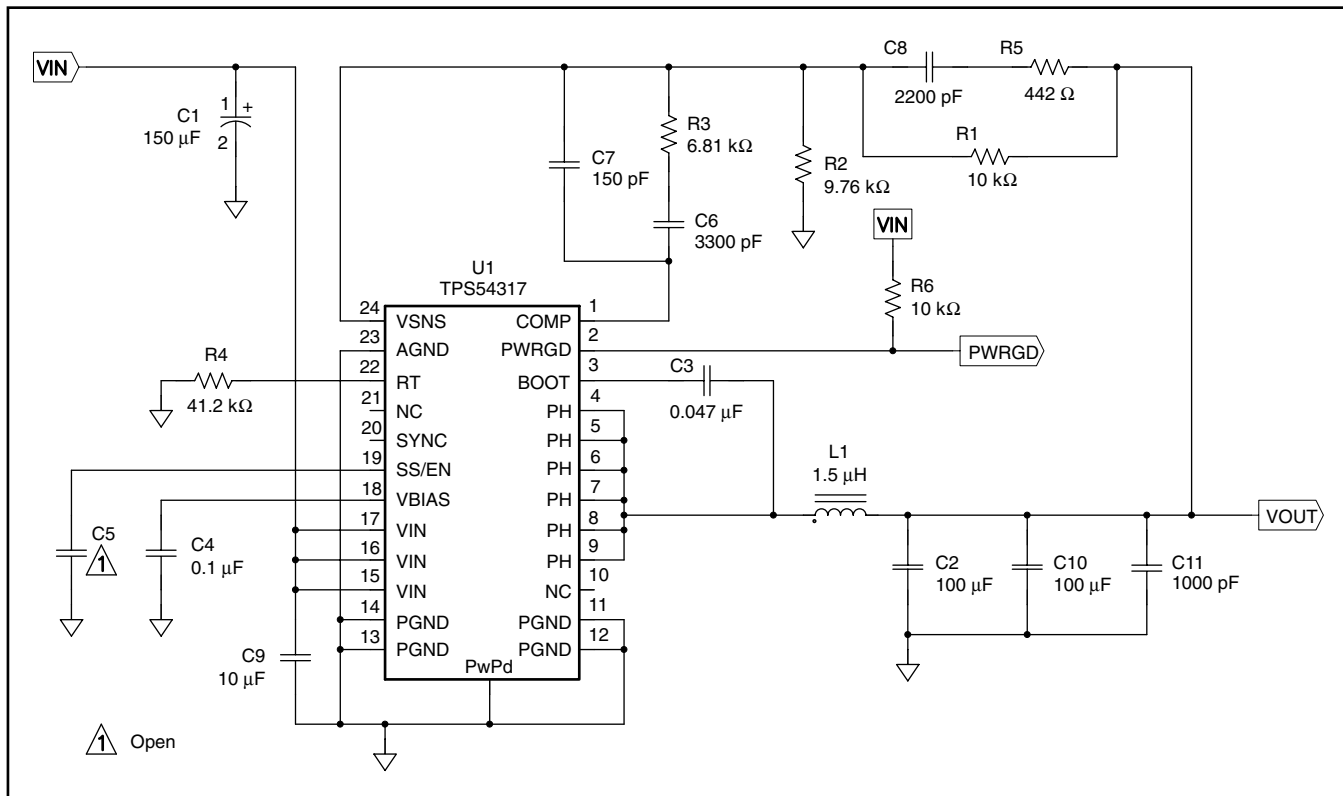 VIN
C1
150 μF
1
+
2
C7
150 pF
R3
6.81 kΩ
C6
3300 pF
R2
9.76 kΩ
C8
2200 pF
R5
442 Ω
R1
10 kΩ
VIN
R6
10 kΩ
PWRGD
U1
TPS54317
24 VSNS
23 AGND
22 RT
21 NC
20 SYNC
19 SS/EN
18 VBIAS
17 VIN
16 VIN
15 VIN
14 PGND
13 PGND
COMP 1
PWRGD 2
BOOT 3
PH 4
PH 5
PH 6
PH 7
PH 8
PH 9
NC 10
PGND 11
PGND 12
PwPd
R4
41.2 kΩ
C5
1
C4
0.1 μF
C9
10 μF
C3
0.047 μF
L1
1.5 μH
C2
100 μF
C10
100 μF
C11
1000 pF
VOUT
1 Open